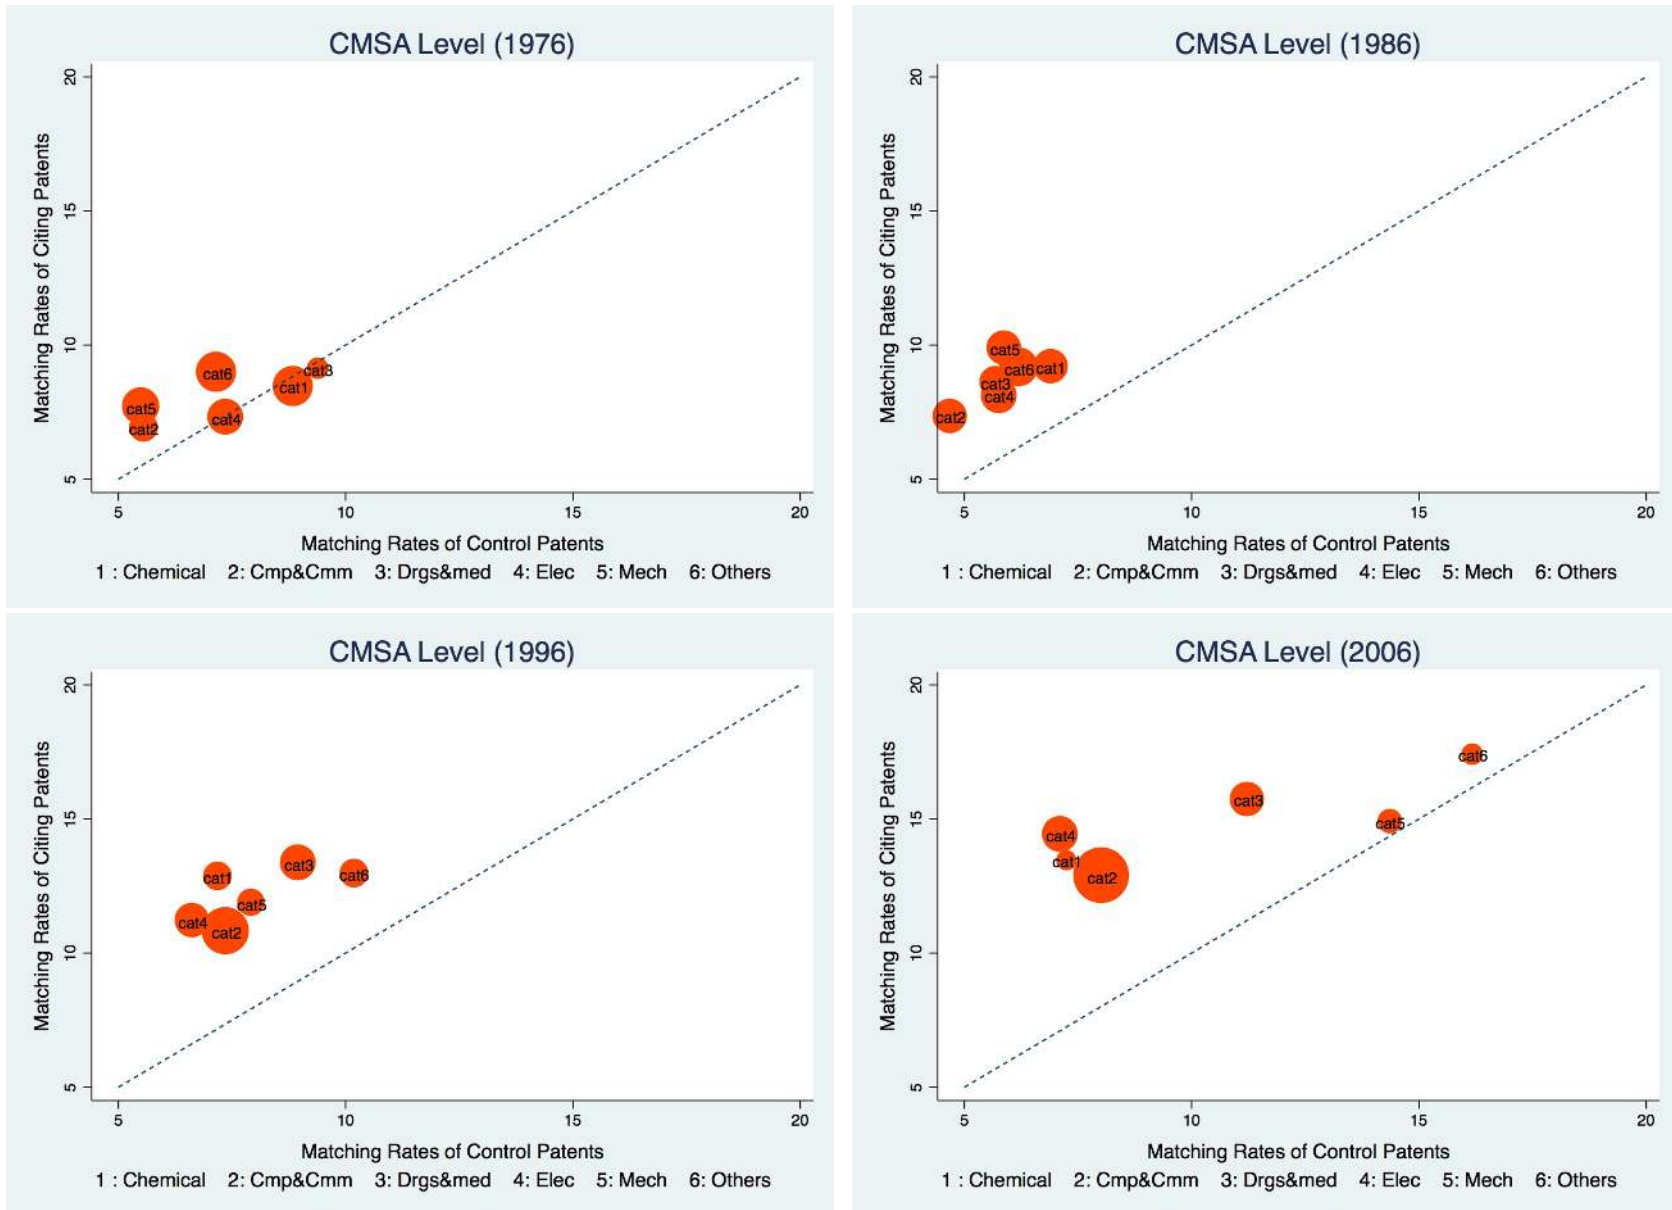 CMSA Level (1976)
Matching Rates of Citing Patents
20
15
10
5
cat6
cat3
cat1
cat5
cat4
cat2
5 10 15 20
Matching Rates of Control Patents
1 : Chemical 2: Cmp&Cmm 3: Drgs&med 4: Elec 5: Mech 6: Others
CMSA Level (1986)
Matching Rates of Citing Patents
20
15
10
5
cat5
cat6 cat1
cat3
cat4
cat2
5 10 15 20
Matching Rates of Control Patents
1 : Chemical 2: Cmp&Cmm 3: Drgs&med 4: Elec 5: Mech 6: Others
CMSA Level (1996)
Matching Rates of Citing Patents
20
15
10
5
cat3
cat1 cat6
cat5
cat4
cat2
5 10 15 20
Matching Rates of Control Patents
1 : Chemical 2: Cmp&Cmm 3: Drgs&med 4: Elec 5: Mech 6: Others
CMSA Level (2006)
Matching Rates of Citing Patents
20
15
10
5
cat6
cat3
cat5
cat4
cat1
cat2
5 10 15 20
Matching Rates of Control Patents
1 : Chemical 2: Cmp&Cmm 3: Drgs&med 4: Elec 5: Mech 6: Others